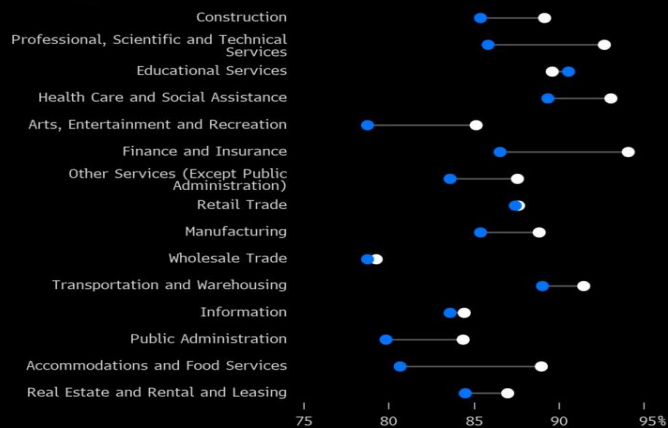 Construction
Professional, Scientific and Technical
Services
Educational Services
Health Care and Social Assistance
Arts, Entertainment and Recreation
Finance and Insurance
Other Services (Except Public
Administration)
Retail Trade
Manufacturing
Wholesale Trade
Transportation and Warehousing
Information
Public Administration
Accommodations and Food Services
Real Estate and Rental and Leasing
75 80 85 90 95%